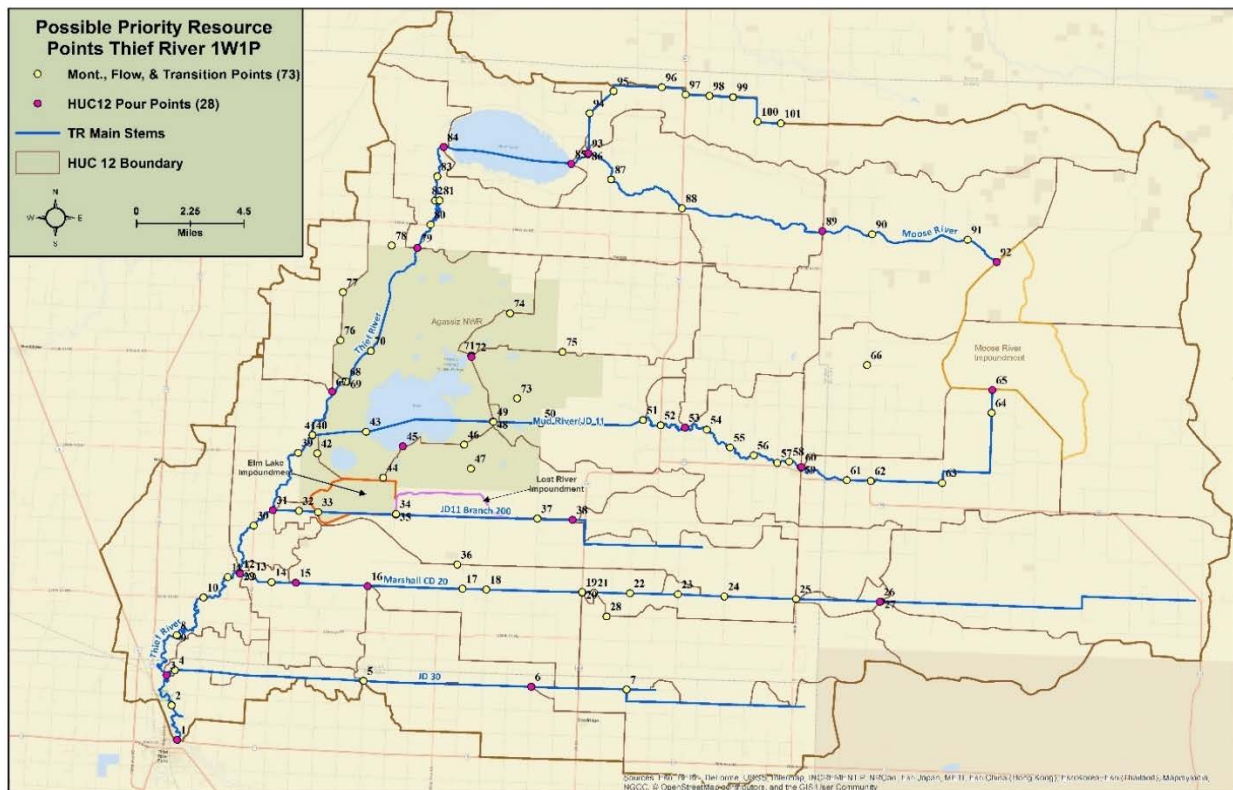 Possible Priority Resource
Points Thief River 1W1P
Mont., Flow, & Transition Points (73)
HUC12 Pour Points (28)
TR Main Stems
HUC 12 Boundary
N
W E
S
0 2.25 4.5
Miles
95 96 97 98 99
94
100 101
84
93
85 86
83
87
82 81
88
80
79
78
89 90 91
Moose River
92
77
74
Agassiz NWR
Thief River
76
70
71 72
75
Moose River
Impoundment
66
68
67
69
65
73
64
49
50
51
52 53 54
48
Mud River/JD 11
41 40
43
39
42
45
46
47
55 56 57 58
60
59
61 62 63
Elm Lake
Impoundment
44
Lost River
Impoundment
31 32 33
34
35
JD11 Branch 200
37 38
30
36
12
11
13
14 15
16
Marshall CD 20
17 18
19 21
20
22 23 24 25 26
27
28
10
Thief River
8
9
3 4
5
JD 30
6 7
2
1